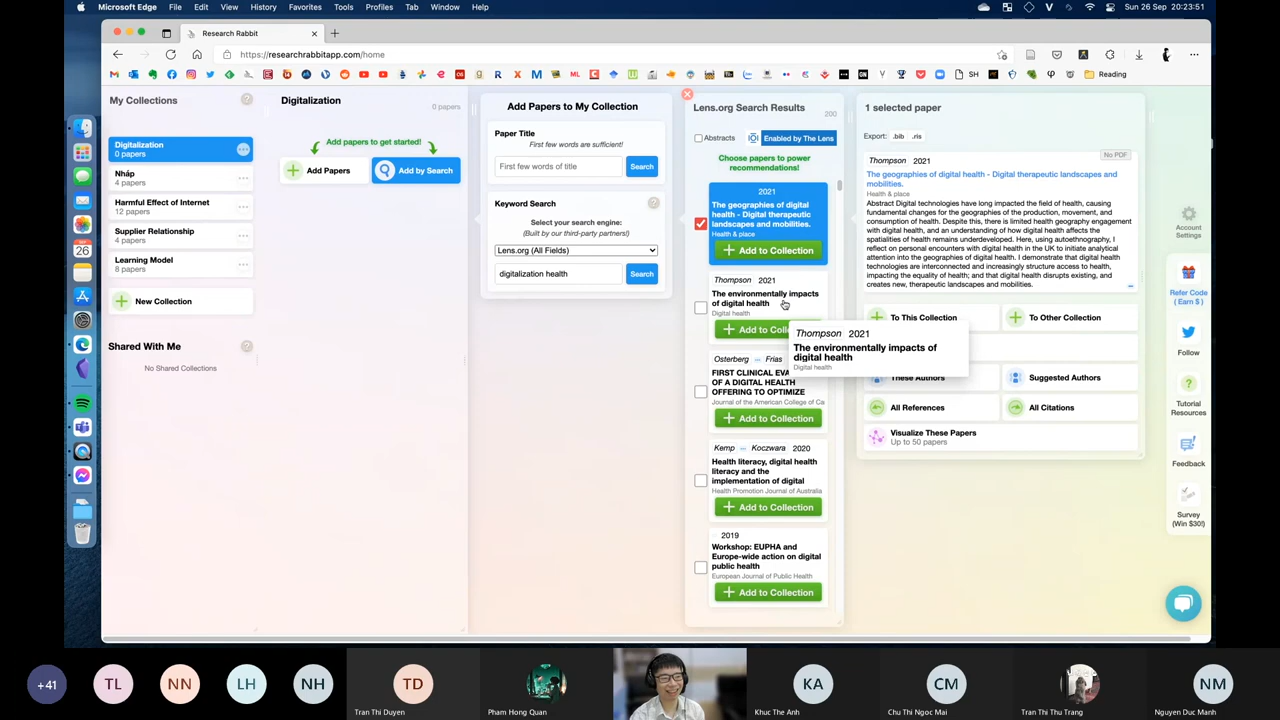 Microsoft Edge File Edit View History Favorites Tools Profiles Tab Window Help
Sun 26 Sep 20:23:51
Research Rabbit
https://researchrabbitapp.com/home
SH
Reading
My Collections
Digitalization
0 papers
Nháp
4 papers
Harmful Effect of Internet
12 papers
Supplier Relationship
4 papers
Learning Model
8 papers
New Collection
Shared With Me
No Shared Collections
Digitalization
0 papers
Add papers to get started!
Add Papers
Add by Search
Add Papers to My Collection
Paper Title
First few words are sufficient!
First few words of title
Search
Keyword Search
Select your search engine:
(Built by our third-party partners!)
Lens.org (All Fields)
digitalization health
Search
Lens.org Search Results
200
Abstracts
Enabled by The Lens
Choose papers to power
recommendations!
2021
The geographies of digital
health - Digital therapeutic
landscapes and mobilities.
Health & place
Add to Collection
Thompson 2021
The environmentally impacts
of digital health
Digital health
Add to Colle
Thompson 2021
The environmentally impacts of
digital health
Digital health
Osterberg Frias
FIRST CLINICAL EVA
OF A DIGITAL HEALTH
OFFERING TO OPTIMIZE
Journal of the American College of Ca
Add to Collection
Kemp Koczwara 2020
Health literacy, digital health
literacy and the
implementation of digital
Health Promotion Journal of Australia
Add to Collection
2019
Workshop: EUPHA and
Europe-wide action on digital
public health
European Journal of Public Health
Add to Collection
1 selected paper
Export: .bib .ris
No PDF
Thompson 2021
The geographies of digital health - Digital therapeutic landscapes and
mobilities.
Health & place
Abstract Digital technologies have long impacted the field of health, causing
fundamental changes for the geographies of the production, movement, and
consumption of health. Despite this, there is limited health geography engagement
with digital health, and an understanding of how digital health affects the
spatialities of health remains underdeveloped. Here, using autoethnography, I
reflect on personal encounters with digital health in the UK to initiate analytical
attention into the geographies of digital health. I demonstrate that digital health
technologies are interconnected and increasingly structure access to health,
impacting the equality of health; and that digital health disrupts existing, and
creates new, therapeutic landscapes and mobilities.
To This Collection
To Other Collection
These Authors
Suggested Authors
All References
All Citations
Visualize These Papers
Up to 50 papers
Account
Settings
Refer Code
( Earn $ )
Follow
Tutorial
Resources
Feedback
Survey
(Win $30!)
SEP
26
+41
TL
NN
LH
NH
TD
Tran Thi Duyen
Pham Hong Quan
KA
Khuc The Anh
CM
Chu Thi Ngoc Mai
Tran Thi Thu Trang
NM
Nguyen Duc Manh